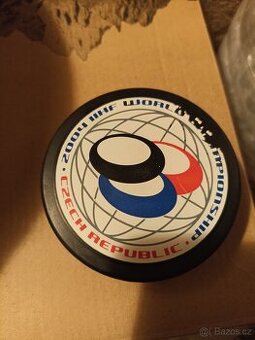 2004 IIHF WORLD CHAMPIONSHIP
• CZECH REPUBLIC •
© Bazos.cz